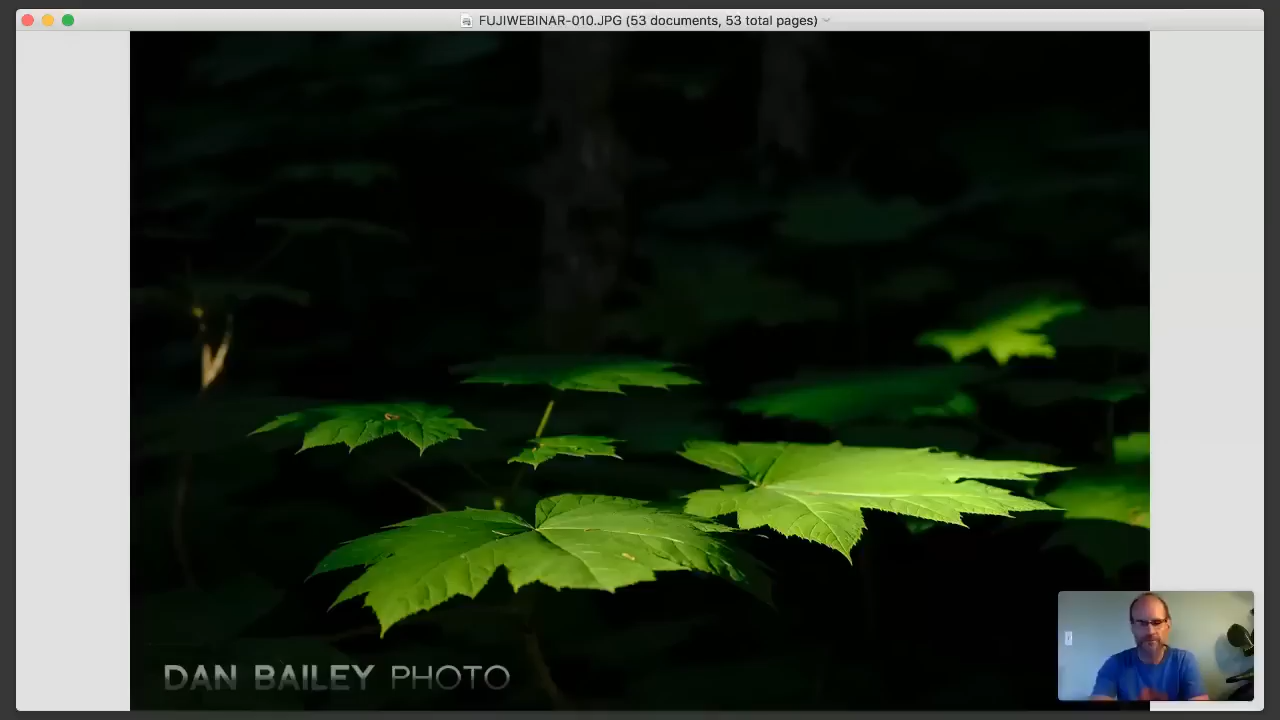 FUJIWEBINAR-010.JPG (53 documents, 53 total pages)
DAN BAILEY PHOTO